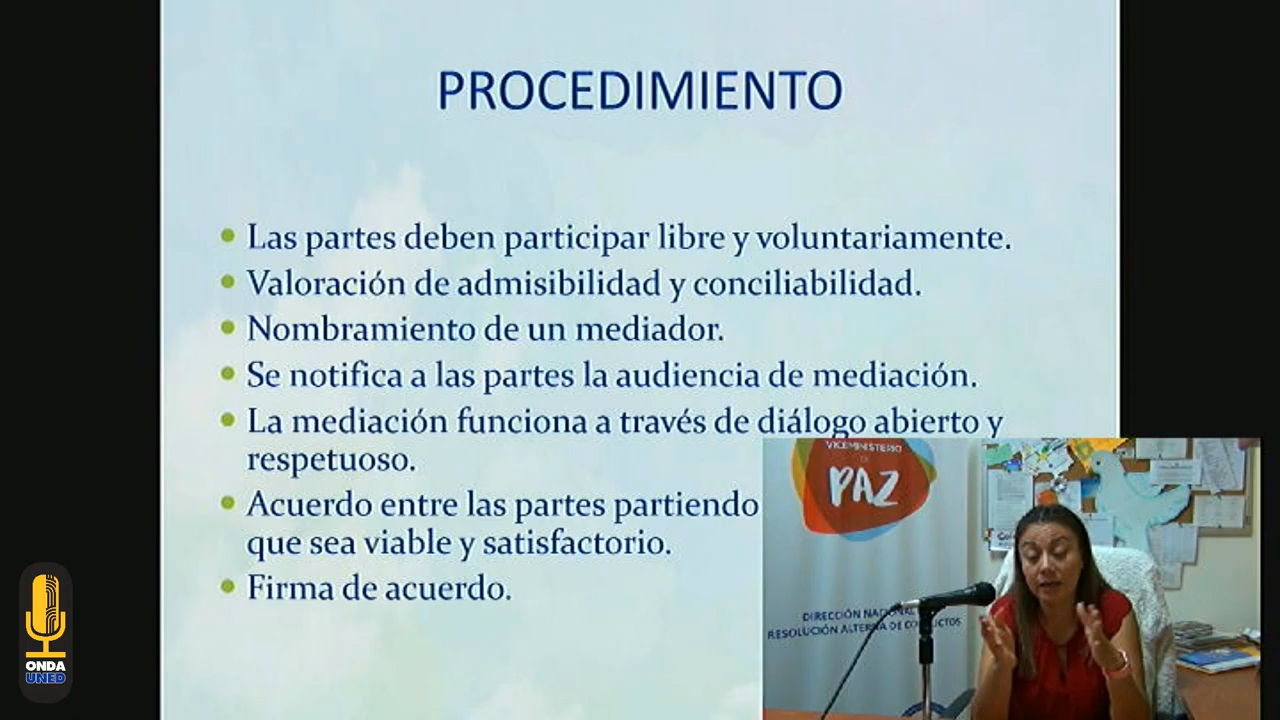 PROCEDIMIENTO
Las partes deben participar libre y voluntariamente.
Valoración de admisibilidad y conciliabilidad.
Nombramiento de un mediador.
Se notifica a las partes la audiencia de mediación.
La mediación funciona a través de diálogo abierto y
respetuoso.
Acuerdo entre las partes partiendo
que sea viable y satisfactorio.
Firma de acuerdo.
VICEMINISTERIO
PAZ
DIRECCIÓN NACIONAL
RESOLUCIÓN ALTERNA DE CONFLICTOS
ONDA
UNED